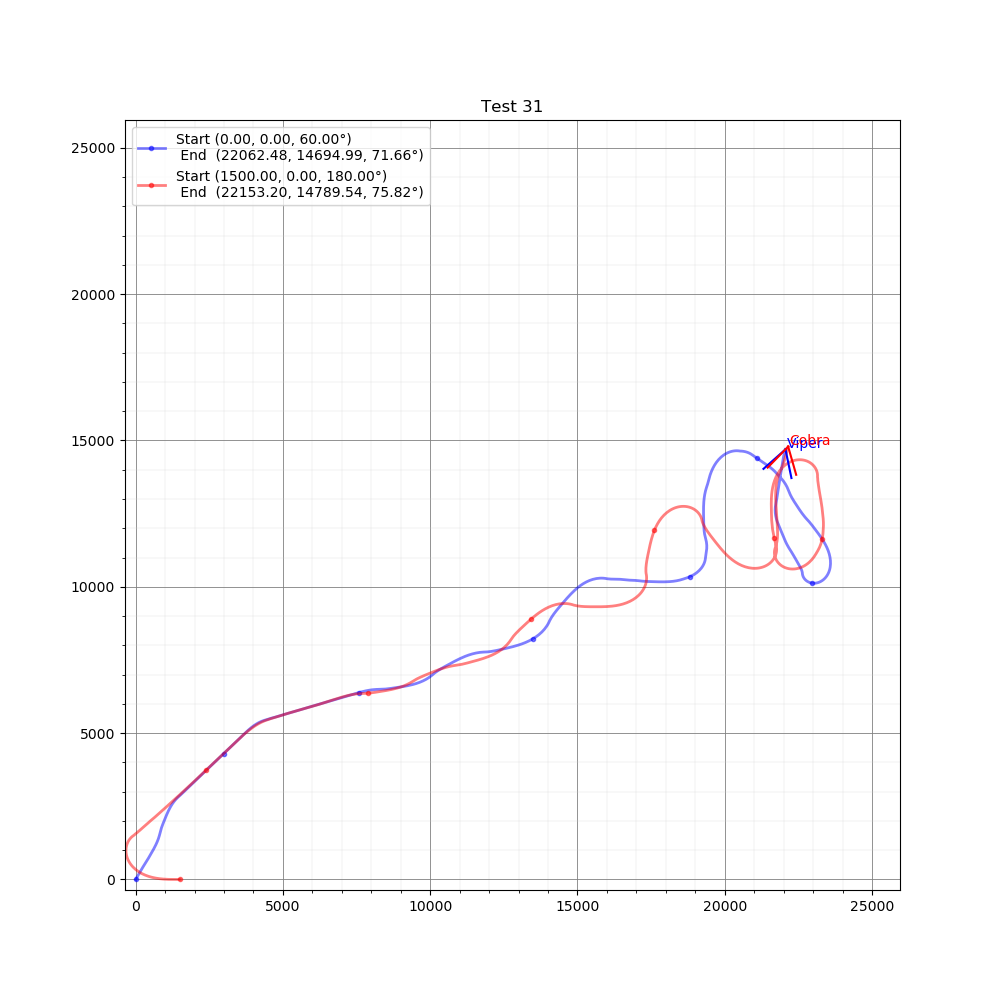 Test 31
Start (0.00, 0.00, 60.00°)
End (22062.48, 14694.99, 71.66°)
Start (1500.00, 0.00, 180.00°)
End (22153.20, 14789.54, 75.82°)
25000
20000
15000
10000
5000
0
Cobra
Viper
0 5000 10000 15000 20000 25000